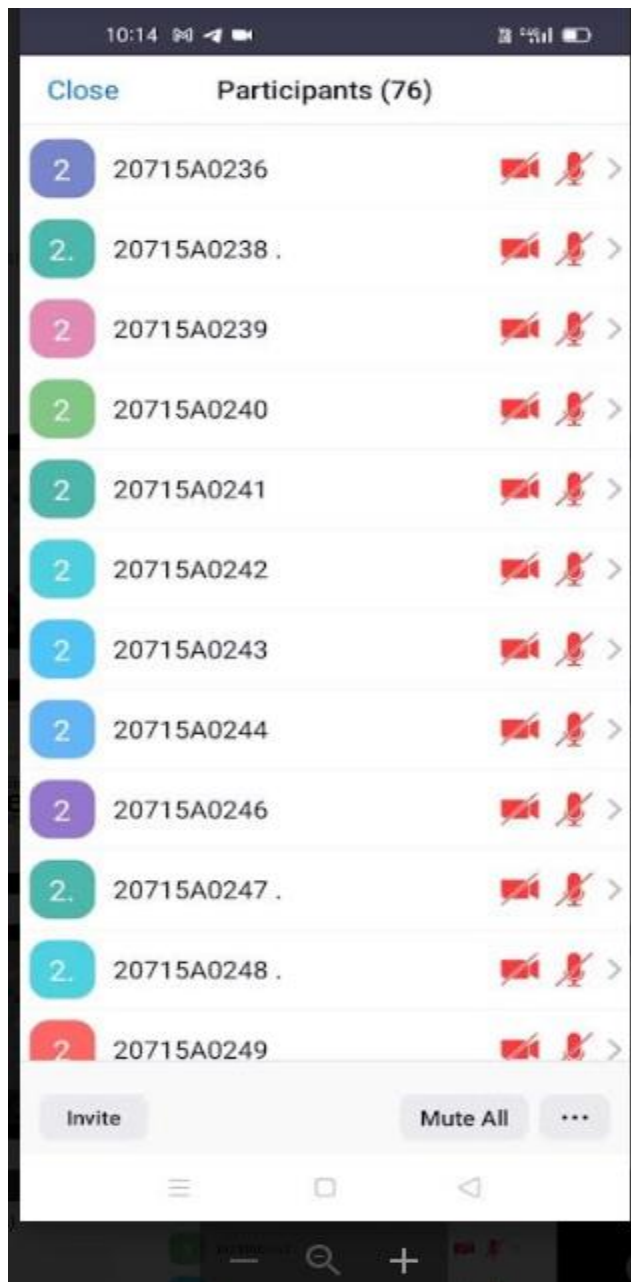 10:14
Close Participants (76)
2 20715A0236
2. 20715A0238 .
2 20715A0239
2 20715A0240
2 20715A0241
2 20715A0242
2 20715A0243
2 20715A0244
2 20715A0246
2. 20715A0247 .
2. 20715A0248 .
2 20715A0249
Invite Mute All ...